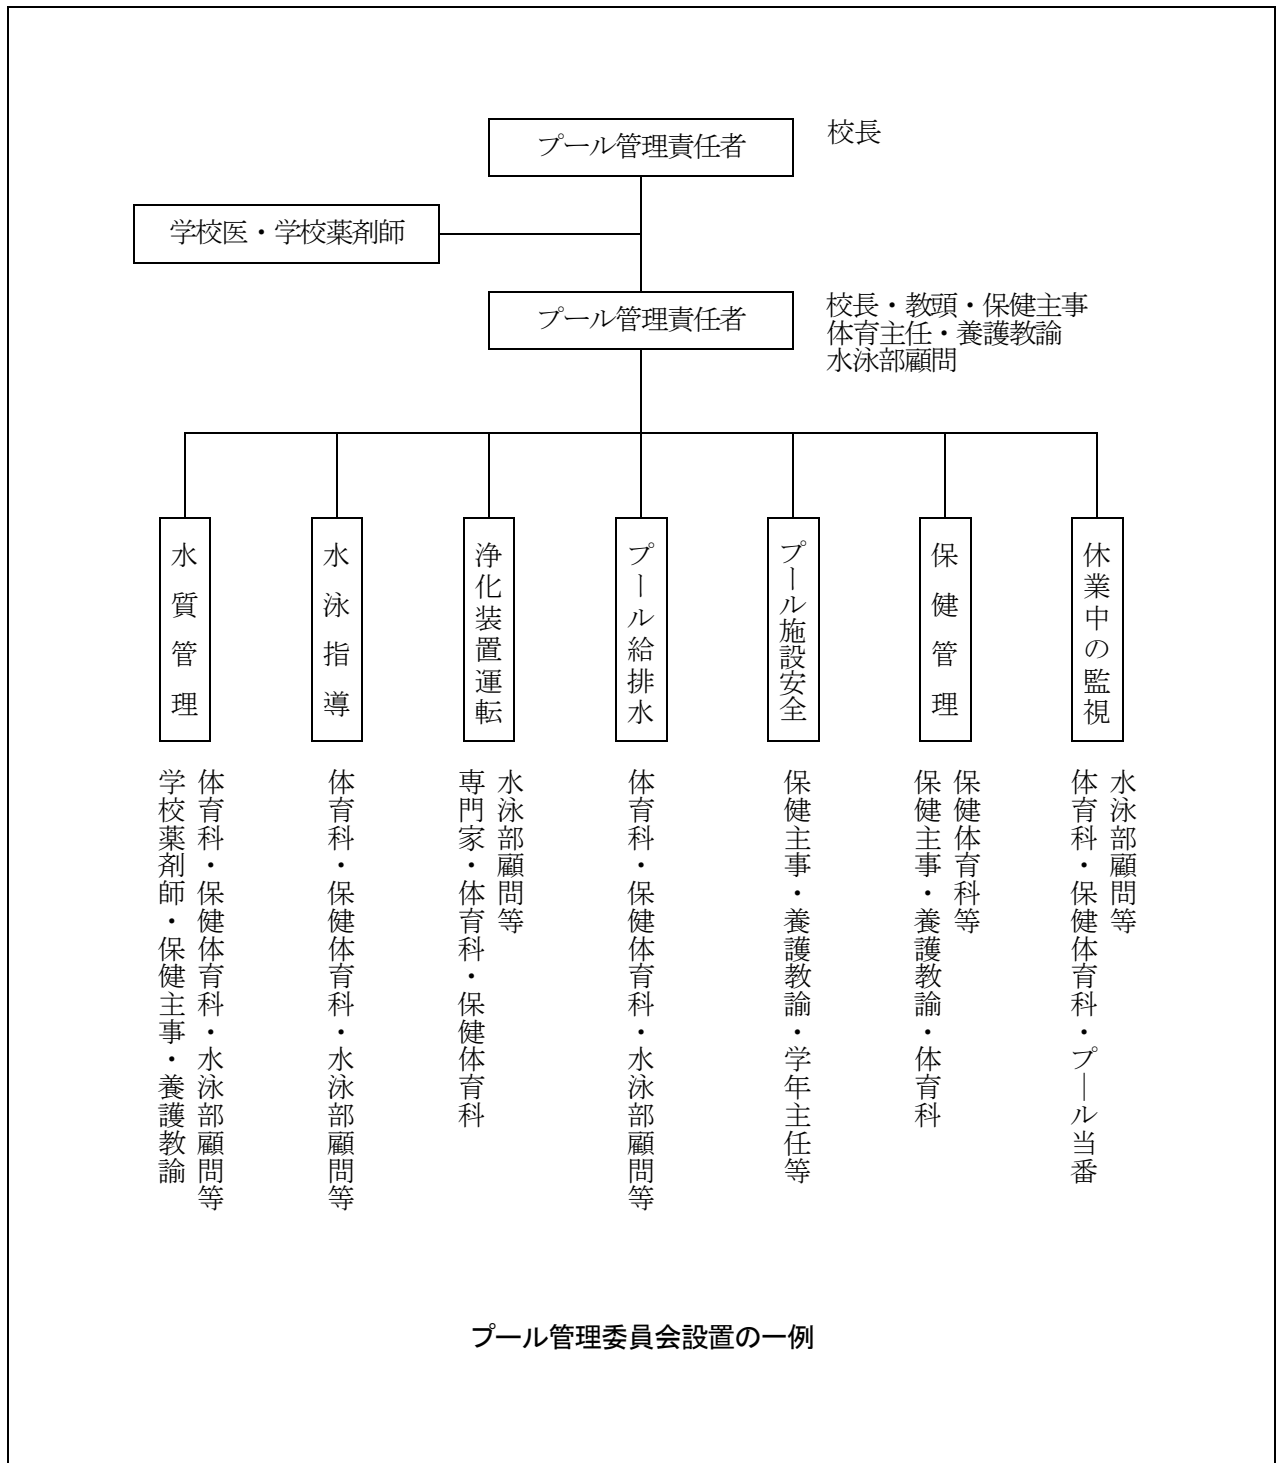 プール管理責任者
校長
学校医・学校薬剤師
プール管理責任者
校長・教頭・保健主事
体育主任・養護教諭
水泳部顧問
水質管理
水泳指導
浄化装置運転
プール給排水
プール施設安全
保健管理
休業中の監視
学校薬剤師・保健主事・養護教諭
体育科・保健体育科・水泳部顧問等
体育科・保健体育科・水泳部顧問等
専門家・体育科・保健体育科
水泳部顧問等
体育科・保健体育科・水泳部顧問等
保健主事・養護教諭・学年主任等
保健主事・養護教諭・体育科
保健体育科等
体育科・保健体育科・プール当番
水泳部顧問等
プール管理委員会設置の一例